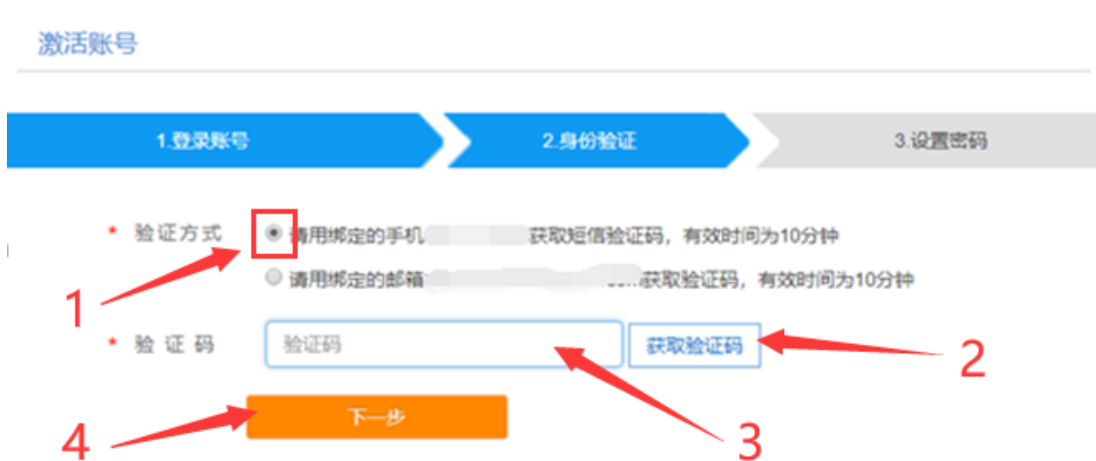 激活账号
1.登录账号 2.身份验证 3.设置密码
* 验证方式 请用绑定的手机 获取短信验证码，有效时间为10分钟
请用绑定的邮箱 .com获取验证码，有效时间为10分钟
1
* 验 证 码 验证码 获取验证码 2
4 下一步 3